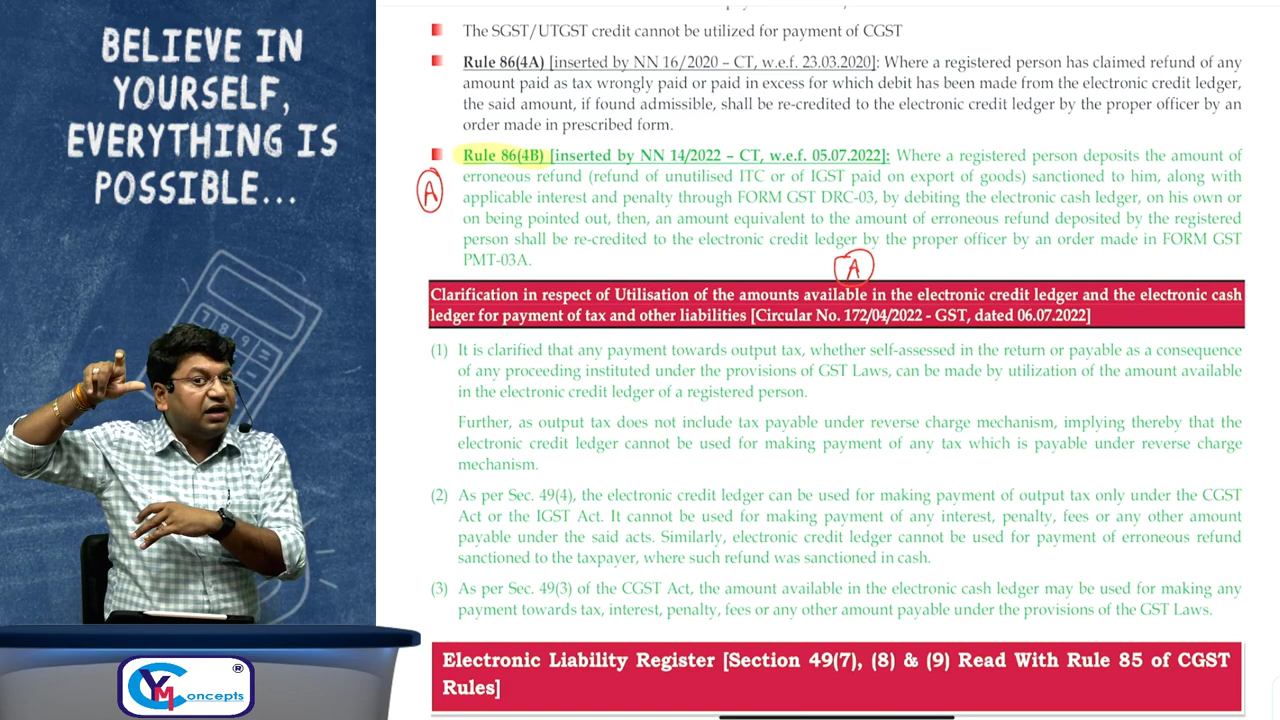 BELIEVE IN
YOURSELF,
EVERYTHING IS
POSSIBLE...
7 8 9
CYM Concepts ®
The SGST/UTGST credit cannot be utilized for payment of CGST
Rule 86(4A) [inserted by NN 16/2020 – CT, w.e.f. 23.03.2020]: Where a registered person has claimed refund of any
amount paid as tax wrongly paid or paid in excess for which debit has been made from the electronic credit ledger,
the said amount, if found admissible, shall be re-credited to the electronic credit ledger by the proper officer by an
order made in prescribed form.
Rule 86(4B) [inserted by NN 14/2022 – CT, w.e.f. 05.07.2022]: Where a registered person deposits the amount of
erroneous refund (refund of unutilised ITC or of IGST paid on export of goods) sanctioned to him, along with
A
applicable interest and penalty through FORM GST DRC-03, by debiting the electronic cash ledger, on his own or
on being pointed out, then, an amount equivalent to the amount of erroneous refund deposited by the registered
person shall be re-credited to the electronic credit ledger by the proper officer by an order made in FORM GST
PMT-03A.
A
Clarification in respect of Utilisation of the amounts available in the electronic credit ledger and the electronic cash
ledger for payment of tax and other liabilities [Circular No. 172/04/2022 - GST, dated 06.07.2022]
(1) It is clarified that any payment towards output tax, whether self-assessed in the return or payable as a consequence
of any proceeding instituted under the provisions of GST Laws, can be made by utilization of the amount available
in the electronic credit ledger of a registered person.
Further, as output tax does not include tax payable under reverse charge mechanism, implying thereby that the
electronic credit ledger cannot be used for making payment of any tax which is payable under reverse charge
mechanism.
(2) As per Sec. 49(4), the electronic credit ledger can be used for making payment of output tax only under the CGST
Act or the IGST Act. It cannot be used for making payment of any interest, penalty, fees or any other amount
payable under the said acts. Similarly, electronic credit ledger cannot be used for payment of erroneous refund
sanctioned to the taxpayer, where such refund was sanctioned in cash.
(3) As per Sec. 49(3) of the CGST Act, the amount available in the electronic cash ledger may be used for making any
payment towards tax, interest, penalty, fees or any other amount payable under the provisions of the GST Laws.
Electronic Liability Register [Section 49(7), (8) & (9) Read With Rule 85 of CGST
Rules]